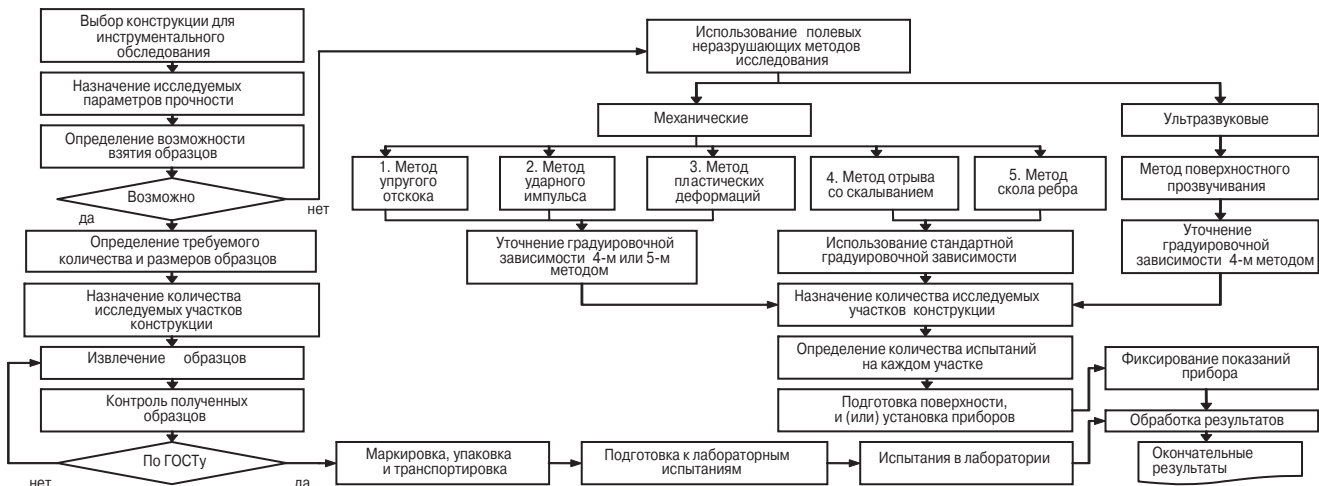 Выбор конструкции для
инструментального
обследования
Назначение исследуемых
параметров прочности
Определение возможности
взятия образцов
Возможно
да
нет
Определение требуемого
количества и размеров образцов
Назначение количества
исследуемых участков
конструкции
Извлечение образцов
Контроль полученных
образцов
По ГОСТу
нет
да
Использование полевых
неразрушающих методов
исследования
Механические
Ультразвуковые
1. Метод
упругого
отскока
2. Метод
ударного
импульса
3. Метод
пластических
деформаций
4. Метод отрыва
со скалыванием
5. Метод
скола ребра
Метод поверхностного
прозвучивания
Уточнение градуировочной
зависимости 4-м или 5-м
методом
Использование стандартной
градуировочной зависимости
Уточнение
градуировочной
зависимости 4-м методом
Назначение количества исследуемых
участков конструкции
Определение количества испытаний
на каждом участке
Подготовка поверхности,
и (или) установка приборов
Фиксирование показаний
прибора
Обработка результатов
Окончательные
результаты
Маркировка, упаковка
и транспортировка
Подготовка к лабораторным
испытаниям
Испытания в лаборатории